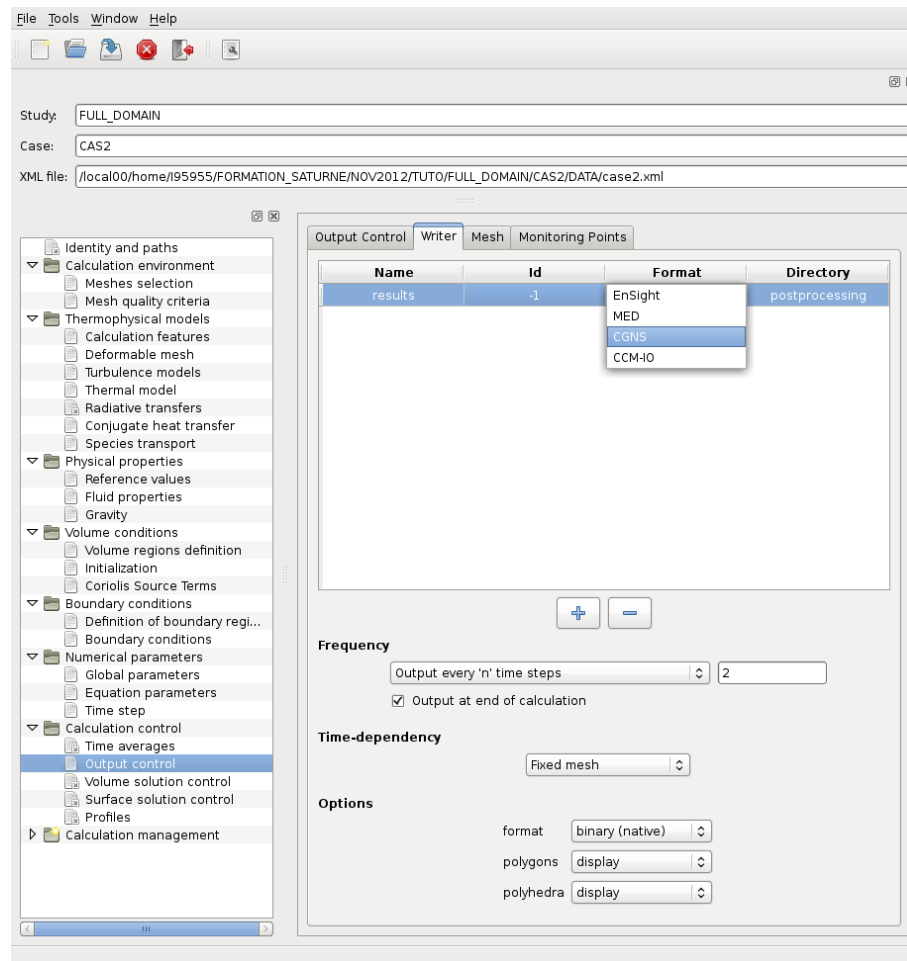 File Tools Window Help
Study: FULL_DOMAIN
Case: CAS2
XML file: /local00/home/I95955/FORMATION_SATURNE/NOV2012/TUTO/FULL_DOMAIN/CAS2/DATA/case2.xml
Identity and paths
Calculation environment
Meshes selection
Mesh quality criteria
Thermophysical models
Calculation features
Deformable mesh
Turbulence models
Thermal model
Radiative transfers
Conjugate heat transfer
Species transport
Physical properties
Reference values
Fluid properties
Gravity
Volume conditions
Volume regions definition
Initialization
Coriolis Source Terms
Boundary conditions
Definition of boundary regi...
Boundary conditions
Numerical parameters
Global parameters
Equation parameters
Time step
Calculation control
Time averages
Output control
Volume solution control
Surface solution control
Profiles
Calculation management
Output Control Writer Mesh Monitoring Points
Name Id Format Directory
results -1 EnSight postprocessing
MED
CGNS
CCM-IO
Frequency
Output every 'n' time steps 2
Output at end of calculation
Time-dependency
Fixed mesh
Options
format binary (native)
polygons display
polyhedra display